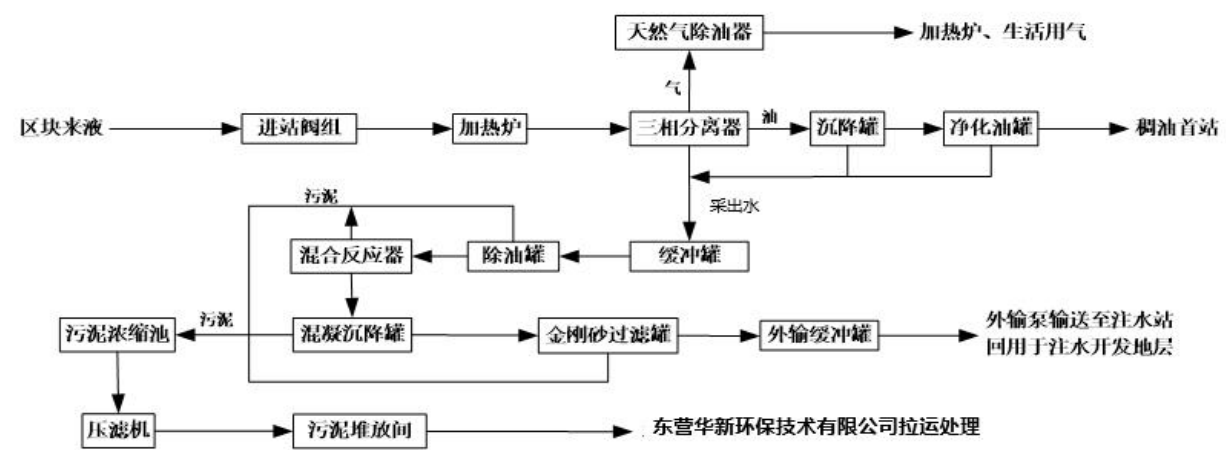 天然气除油器
加热炉、生活用气
气
区块来液
进站阀组
加热炉
三相分离器
油
沉降罐
净化油罐
稠油首站
采出水
污泥
混合反应器
除油罐
缓冲罐
污泥浓缩池
污泥
混凝沉降罐
金刚砂过滤罐
外输缓冲罐
外输泵输送至注水站
回用于注水开发地层
压滤机
污泥堆放间
东营华新环保技术有限公司拉运处理